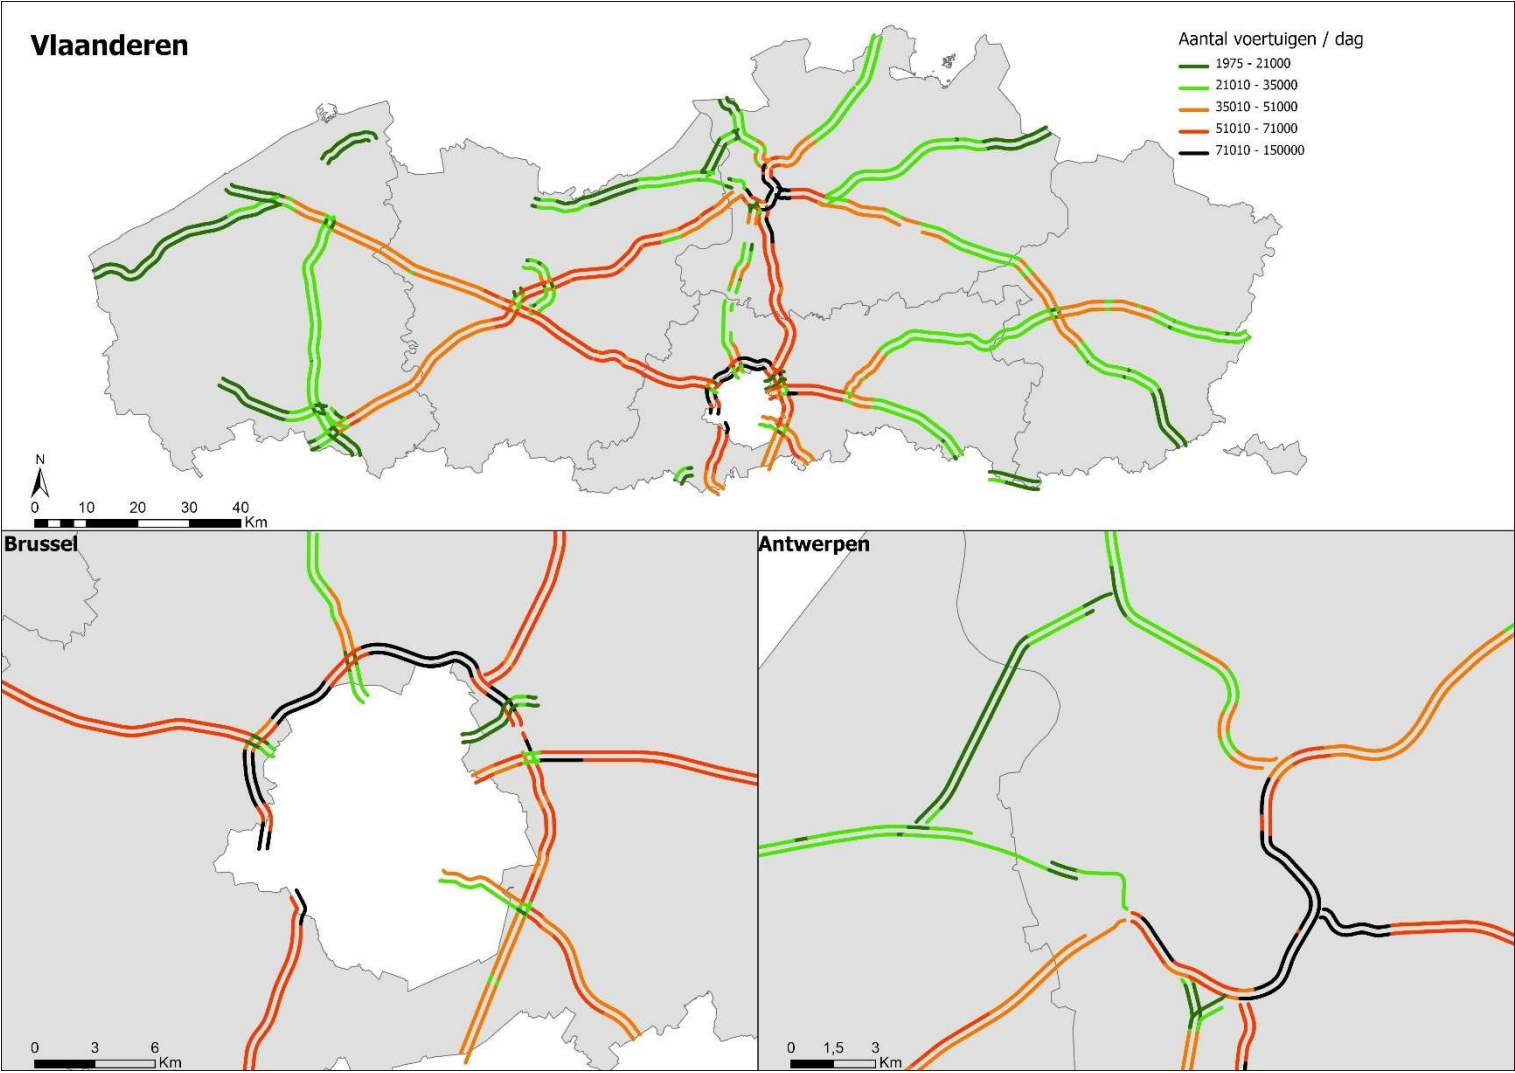 Vlaanderen
Aantal voertuigen / dag
1975 - 21000
21010 - 35000
35010 - 51000
51010 - 71000
71010 - 150000
N
0 10 20 30 40
Km
Brussel
0 3 6
Km
Antwerpen
0 1,5 3
Km